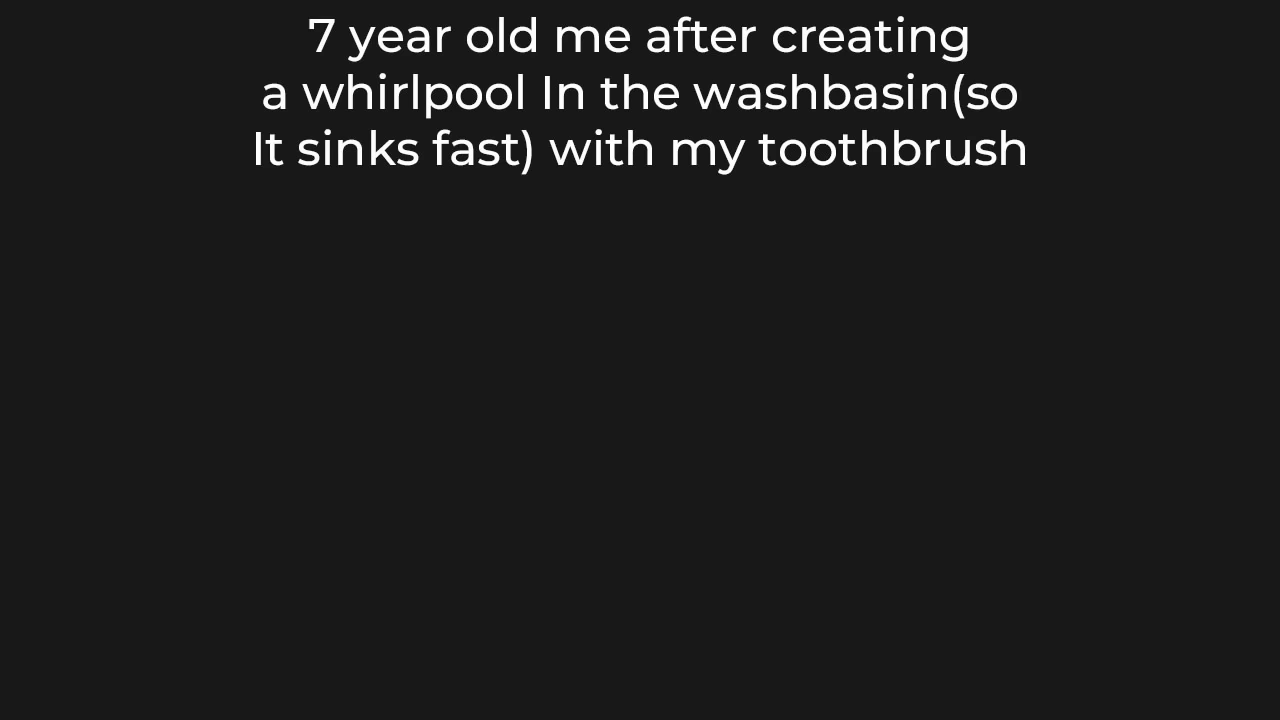 7 year old me after creating
a whirlpool In the washbasin(so
It sinks fast) with my toothbrush